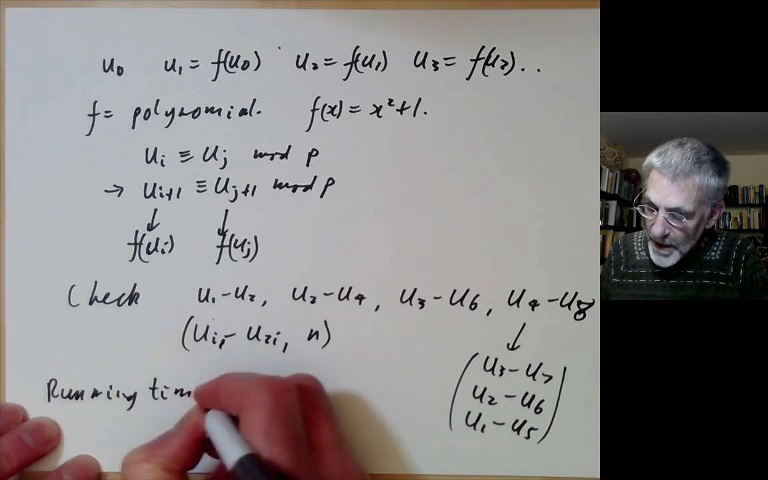 u₀ u₁ = f(u₀) u₂ = f(u₁) u₃ = f(u₂)..
f = polynomial. f(x) = x²+1.
uᵢ ≡ uⱼ mod p
→ uᵢ₊₁ ≡ uⱼ₊₁ mod p
↓ ↓
f(uᵢ) f(uⱼ)
Check u₁-u₂, u₂-u₄, u₃-u₆, u₄-u₈
(uᵢ - u₂ᵢ, n) ↓
(u₃-u₇
u₂-u₆
u₁-u₅)
Running tim